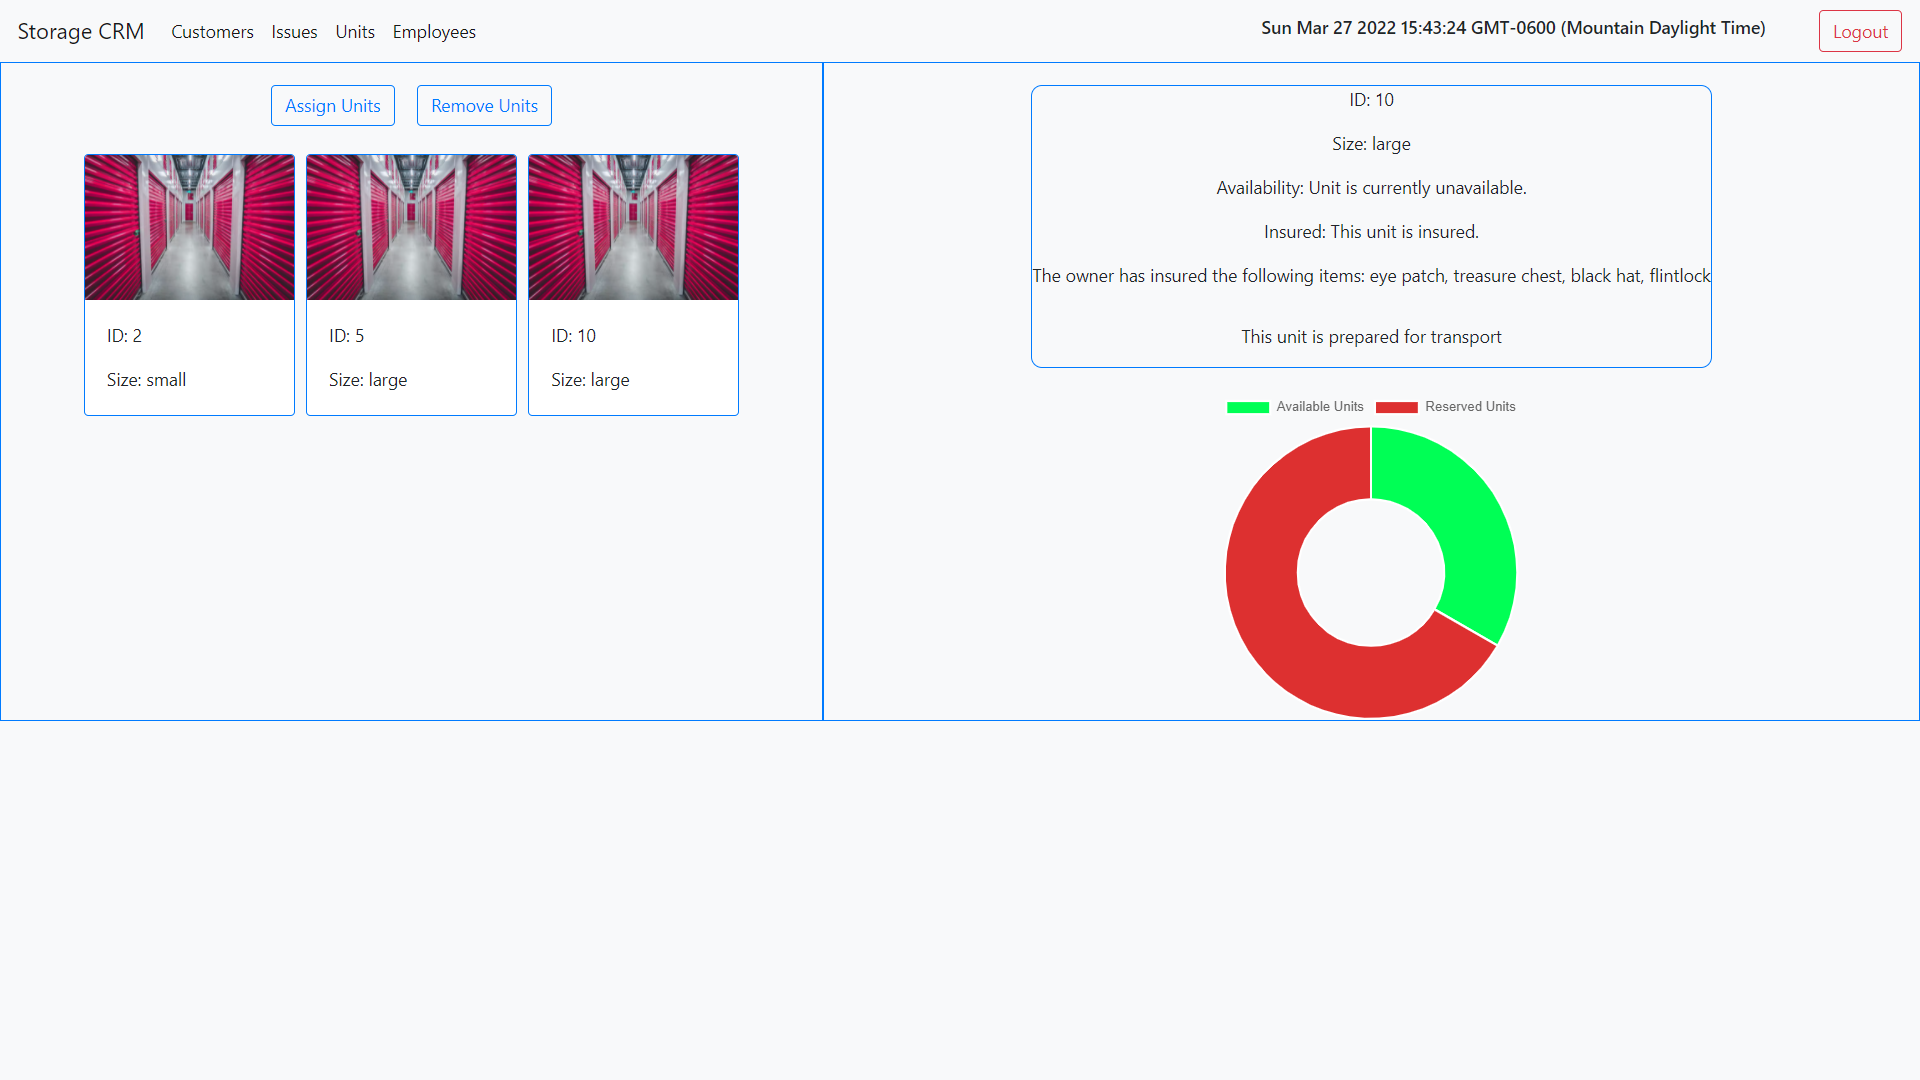 Storage CRM Customers Issues Units Employees Sun Mar 27 2022 15:43:24 GMT-0600 (Mountain Daylight Time) Logout
Assign Units Remove Units
ID: 2
Size: small
ID: 5
Size: large
ID: 10
Size: large
ID: 10
Size: large
Availability: Unit is currently unavailable.
Insured: This unit is insured.
The owner has insured the following items: eye patch, treasure chest, black hat, flintlock
This unit is prepared for transport
Available Units Reserved Units